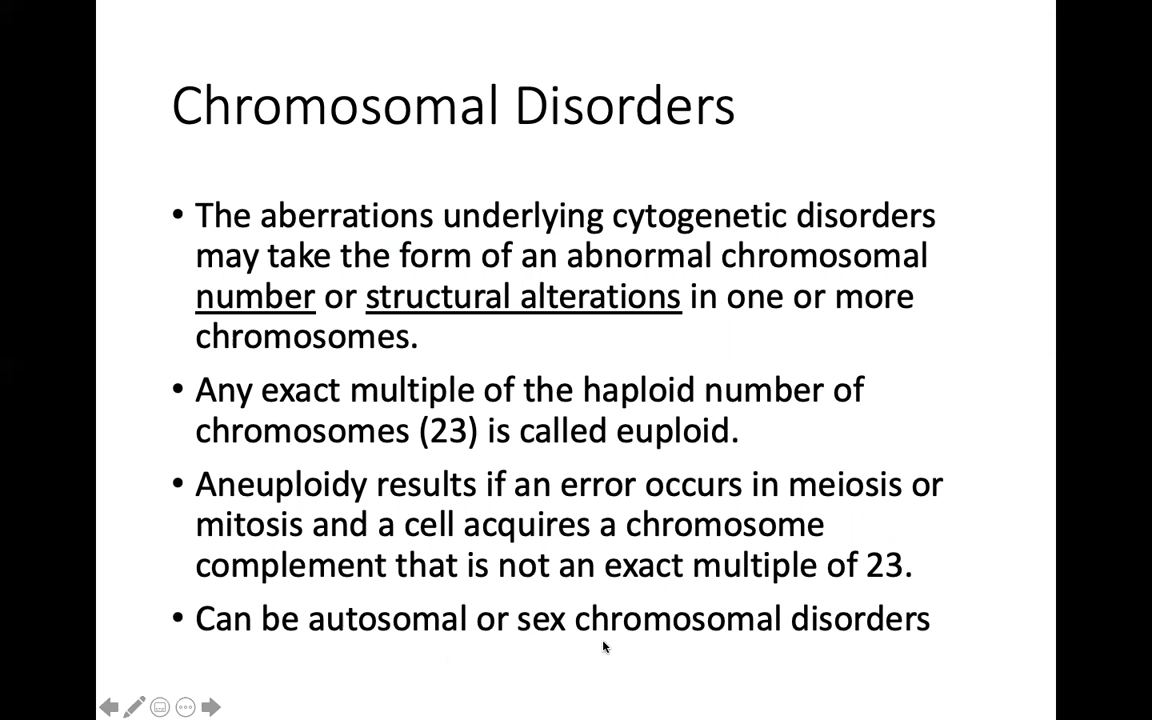 Chromosomal Disorders
• The aberrations underlying cytogenetic disorders
may take the form of an abnormal chromosomal
number or structural alterations in one or more
chromosomes.
• Any exact multiple of the haploid number of
chromosomes (23) is called euploid.
• Aneuploidy results if an error occurs in meiosis or
mitosis and a cell acquires a chromosome
complement that is not an exact multiple of 23.
• Can be autosomal or sex chromosomal disorders